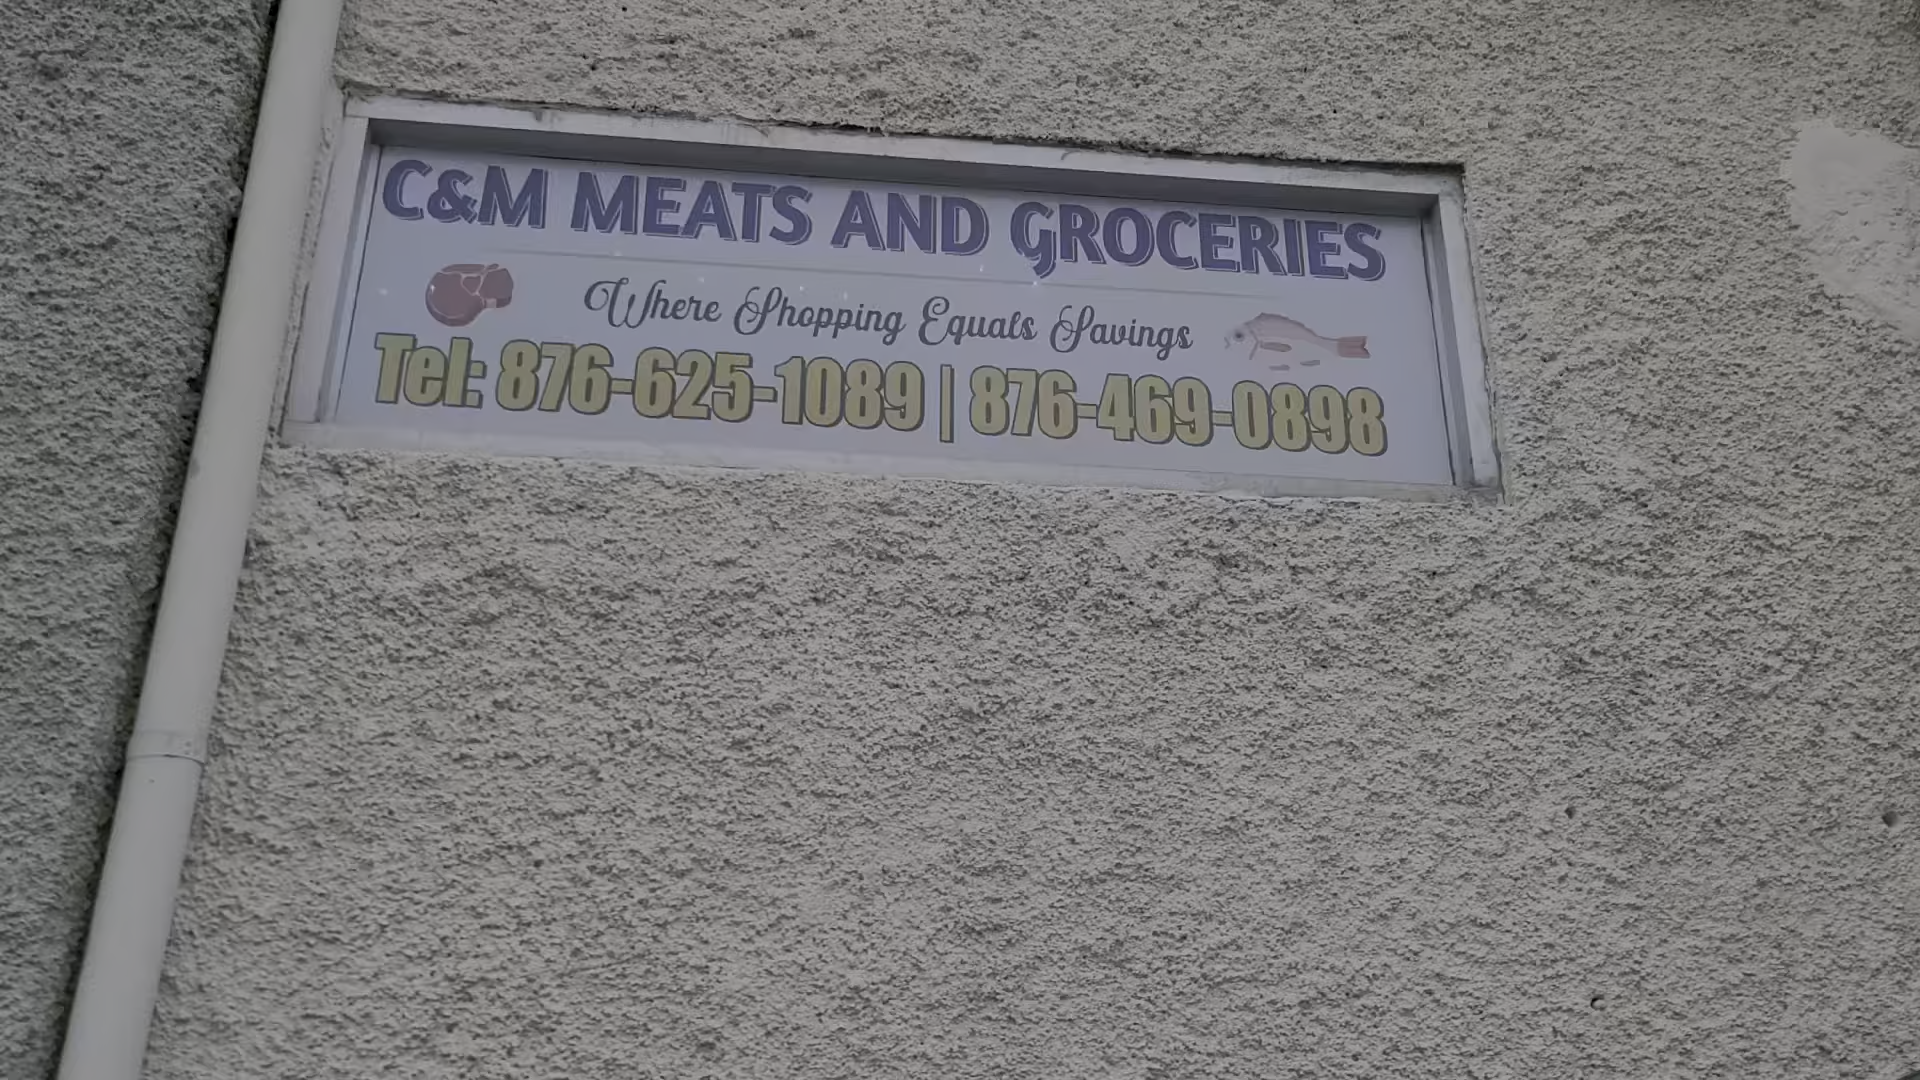 C&M MEATS AND GROCERIES
Where Shopping Equals Savings
Tel: 876-625-1089 | 876-469-0898